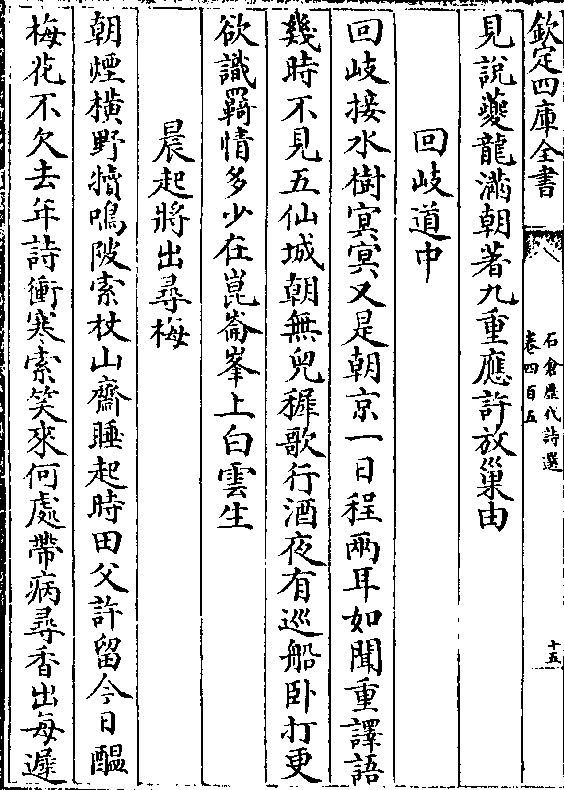 欽定四庫全書
石倉歷代詩選
卷四百五
十五
見說夔龍滿朝著九重應許放巢由
回岐道中
回岐接水樹冥冥又是朝京一日程兩耳如聞重譯語
幾時不見五仙城朝無兒穉歌行酒夜有巡船卧打更
欲識羈情多少在崑崙峯上白雲生
晨起將出尋梅
朝煙橫野犢鳴陂索杖山齋睡起時田父許留今日醖
梅花不欠去年詩衝寒索笑來何處帶病尋香出每遲